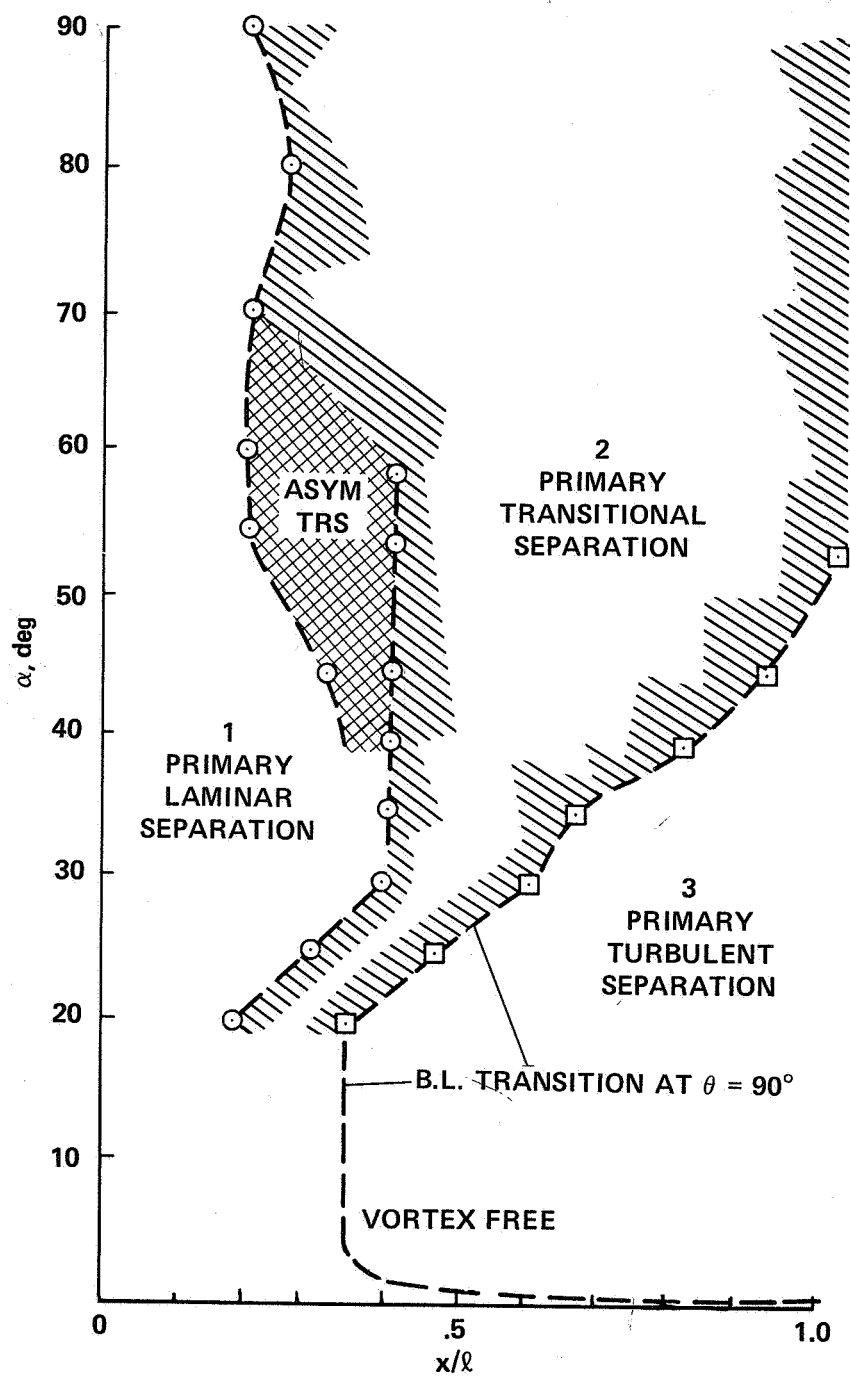 90
80
70
60
50
40
30
20
10
α, deg
ASYM
TRS
2
PRIMARY
TRANSITIONAL
SEPARATION
1
PRIMARY
LAMINAR
SEPARATION
3
PRIMARY
TURBULENT
SEPARATION
B.L. TRANSITION AT θ = 90°
VORTEX FREE
0
.5
1.0
x/ℓ